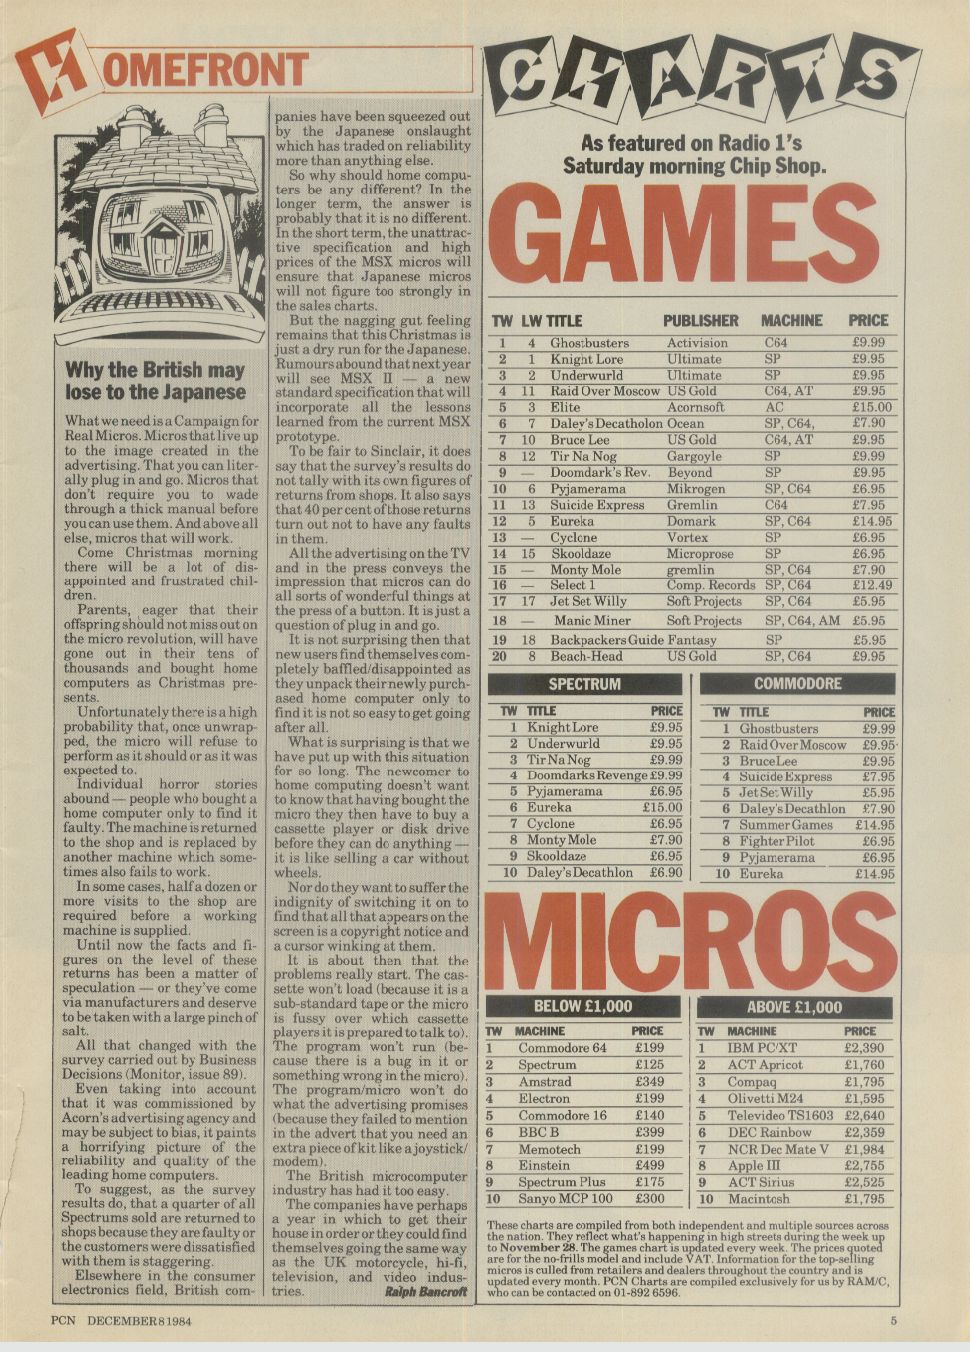 HOMEFRONT
Why the British may
lose to the Japanese
What we need is a Campaign for
Real Micros. Micros that live up
to the image created in the
advertising. That you can liter-
ally plug in and go. Micros that
don't require you to wade
through a thick manual before
you can use them. And above all
else, micros that will work.
Come Christmas morning
there will be a lot of dis-
appointed and frustrated chil-
dren.
Parents, eager that their
offspring should not miss out on
the micro revolution, will have
gone out in their tens of
thousands and bought home
computers as Christmas pre-
sents.
Unfortunately there is a high
probability that, once unwrap-
ped, the micro will refuse to
perform as it should or as it was
expected to.
Individual horror stories
abound — people who bought a
home computer only to find it
faulty. The machine is returned
to the shop and is replaced by
another machine which some-
times also fails to work.
In some cases, half a dozen or
more visits to the shop are
required before a working
machine is supplied.
Until now the facts and fi-
gures on the level of these
returns has been a matter of
speculation — or they've come
via manufacturers and deserve
to be taken with a large pinch of
salt.
All that changed with the
survey carried out by Business
Decisions (Monitor, issue 89).
Even taking into account
that it was commissioned by
Acorn's advertising agency and
may be subject to bias, it paints
a horrifying picture of the
reliability and quality of the
leading home computers.
To suggest, as the survey
results do, that a quarter of all
Spectrums sold are returned to
shops because they are faulty or
the customers were dissatisfied
with them is staggering.
Elsewhere in the consumer
electronics field, British com-
panies have been squeezed out
by the Japanese onslaught
which has traded on reliability
more than anything else.
So why should home compu-
ters be any different? In the
longer term, the answer is
probably that it is no different.
In the short term, the unattrac-
tive specification and high
prices of the MSX micros will
ensure that Japanese micros
will not figure too strongly in
the sales charts.
But the nagging gut feeling
remains that this Christmas is
just a dry run for the Japanese.
Rumours abound that next year
will see MSX II — a new
standard specification that will
incorporate all the lessons
learned from the current MSX
prototype.
To be fair to Sinclair, it does
say that the survey's results do
not tally with its own figures of
returns from shops. It also says
that 40 per cent of those returns
turn out not to have any faults
in them.
All the advertising on the TV
and in the press conveys the
impression that micros can do
all sorts of wonderful things at
the press of a button. It is just a
question of plug in and go.
It is not surprising then that
new users find themselves com-
pletely baffled/disappointed as
they unpack their newly purch-
ased home computer only to
find it is not so easy to get going
after all.
What is surprising is that we
have put up with this situation
for so long. The newcomer to
home computing doesn't want
to know that having bought the
micro they then have to buy a
cassette player or disk drive
before they can do anything —
it is like selling a car without
wheels.
Nor do they want to suffer the
indignity of switching it on to
find that all that appears on the
screen is a copyright notice and
a cursor winking at them.
It is about then that the
problems really start. The cas-
sette won't load (because it is a
sub-standard tape or the micro
is fussy over which cassette
players it is prepared to talk to).
The program won't run (be-
cause there is a bug in it or
something wrong in the micro).
The program/micro won't do
what the advertising promises
(because they failed to mention
in the advert that you need an
extra piece of kit like a joystick/
modem).
The British microcomputer
industry has had it too easy.
The companies have perhaps
a year in which to get their
house in order or they could find
themselves going the same way
as the UK motorcycle, hi-fi,
television, and video indus-
tries. Ralph Bancroft
CHARTS
As featured on Radio 1's
Saturday morning Chip Shop.
GAMES
TW LW TITLE PUBLISHER MACHINE PRICE
1 4 Ghostbusters Activision C64 £9.99
2 1 Knight Lore Ultimate SP £9.95
3 2 Underwurld Ultimate SP £9.95
4 11 Raid Over Moscow US Gold C64, AT £9.95
5 3 Elite Acornsoft AC £15.00
6 7 Daley's Decatholon Ocean SP, C64, £7.90
7 10 Bruce Lee US Gold C64, AT £9.95
8 12 Tir Na Nog Gargoyle SP £9.99
9 — Doomdark's Rev. Beyond SP £9.95
10 6 Pyjamerama Mikrogen SP, C64 £6.95
11 13 Suicide Express Gremlin C64 £7.95
12 5 Eureka Domark SP, C64 £14.95
13 — Cyclone Vortex SP £6.95
14 15 Skooldaze Microprose SP £6.95
15 — Monty Mole gremlin SP, C64 £7.90
16 — Select 1 Comp. Records SP, C64 £12.49
17 17 Jet Set Willy Soft Projects SP, C64 £5.95
18 — Manic Miner Soft Projects SP, C64, AM £5.95
19 18 Backpackers Guide Fantasy SP £5.95
20 8 Beach-Head US Gold SP, C64 £9.95
SPECTRUM
TW TITLE PRICE
1 Knight Lore £9.95
2 Underwurld £9.95
3 Tir Na Nog £9.99
4 Doomdarks Revenge £9.99
5 Pyjamerama £6.95
6 Eureka £15.00
7 Cyclone £6.95
8 Monty Mole £7.90
9 Skooldaze £6.95
10 Daley's Decathlon £6.90
COMMODORE
TW TITLE PRICE
1 Ghostbusters £9.99
2 Raid Over Moscow £9.95
3 Bruce Lee £9.95
4 Suicide Express £7.95
5 Jet Set Willy £5.95
6 Daley's Decathlon £7.90
7 Summer Games £14.95
8 Fighter Pilot £6.95
9 Pyjamerama £6.95
10 Eureka £14.95
MICROS
BELOW £1,000
TW MACHINE PRICE
1 Commodore 64 £199
2 Spectrum £125
3 Amstrad £349
4 Electron £199
5 Commodore 16 £140
6 BBC B £399
7 Memotech £199
8 Einstein £499
9 Spectrum Plus £175
10 Sanyo MCP 100 £300
ABOVE £1,000
TW MACHINE PRICE
1 IBM PC/XT £2,390
2 ACT Apricot £1,760
3 Compaq £1,795
4 Olivetti M24 £1,595
5 Televideo TS1603 £2,640
6 DEC Rainbow £2,359
7 NCR Dec Mate V £1,984
8 Apple III £2,755
9 ACT Sirius £2,525
10 Macintosh £1,795
These charts are compiled from both independent and multiple sources across
the nation. They reflect what's happening in high streets during the week up
to November 28. The games chart is updated every week. The prices quoted
are for the no-frills model and include VAT. Information for the top-selling
micros is culled from retailers and dealers throughout the country and is
updated every month. PCN Charts are compiled exclusively for us by RAM/C,
who can be contacted on 01-892 6596.
PCN DECEMBER 8 1984
5